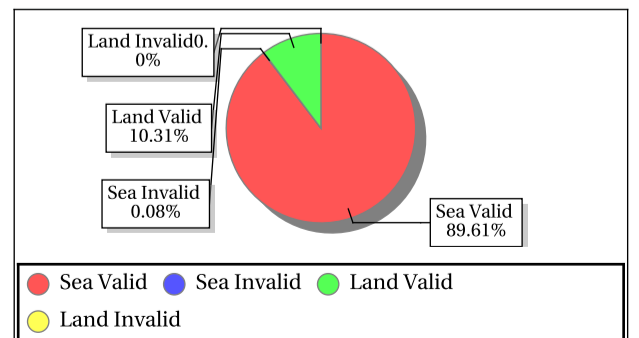 Land Invalid0.
0%
Land Valid
10.31%
Sea Invalid
0.08%
Sea Valid
89.61%
Sea Valid
Sea Invalid
Land Valid
Land Invalid